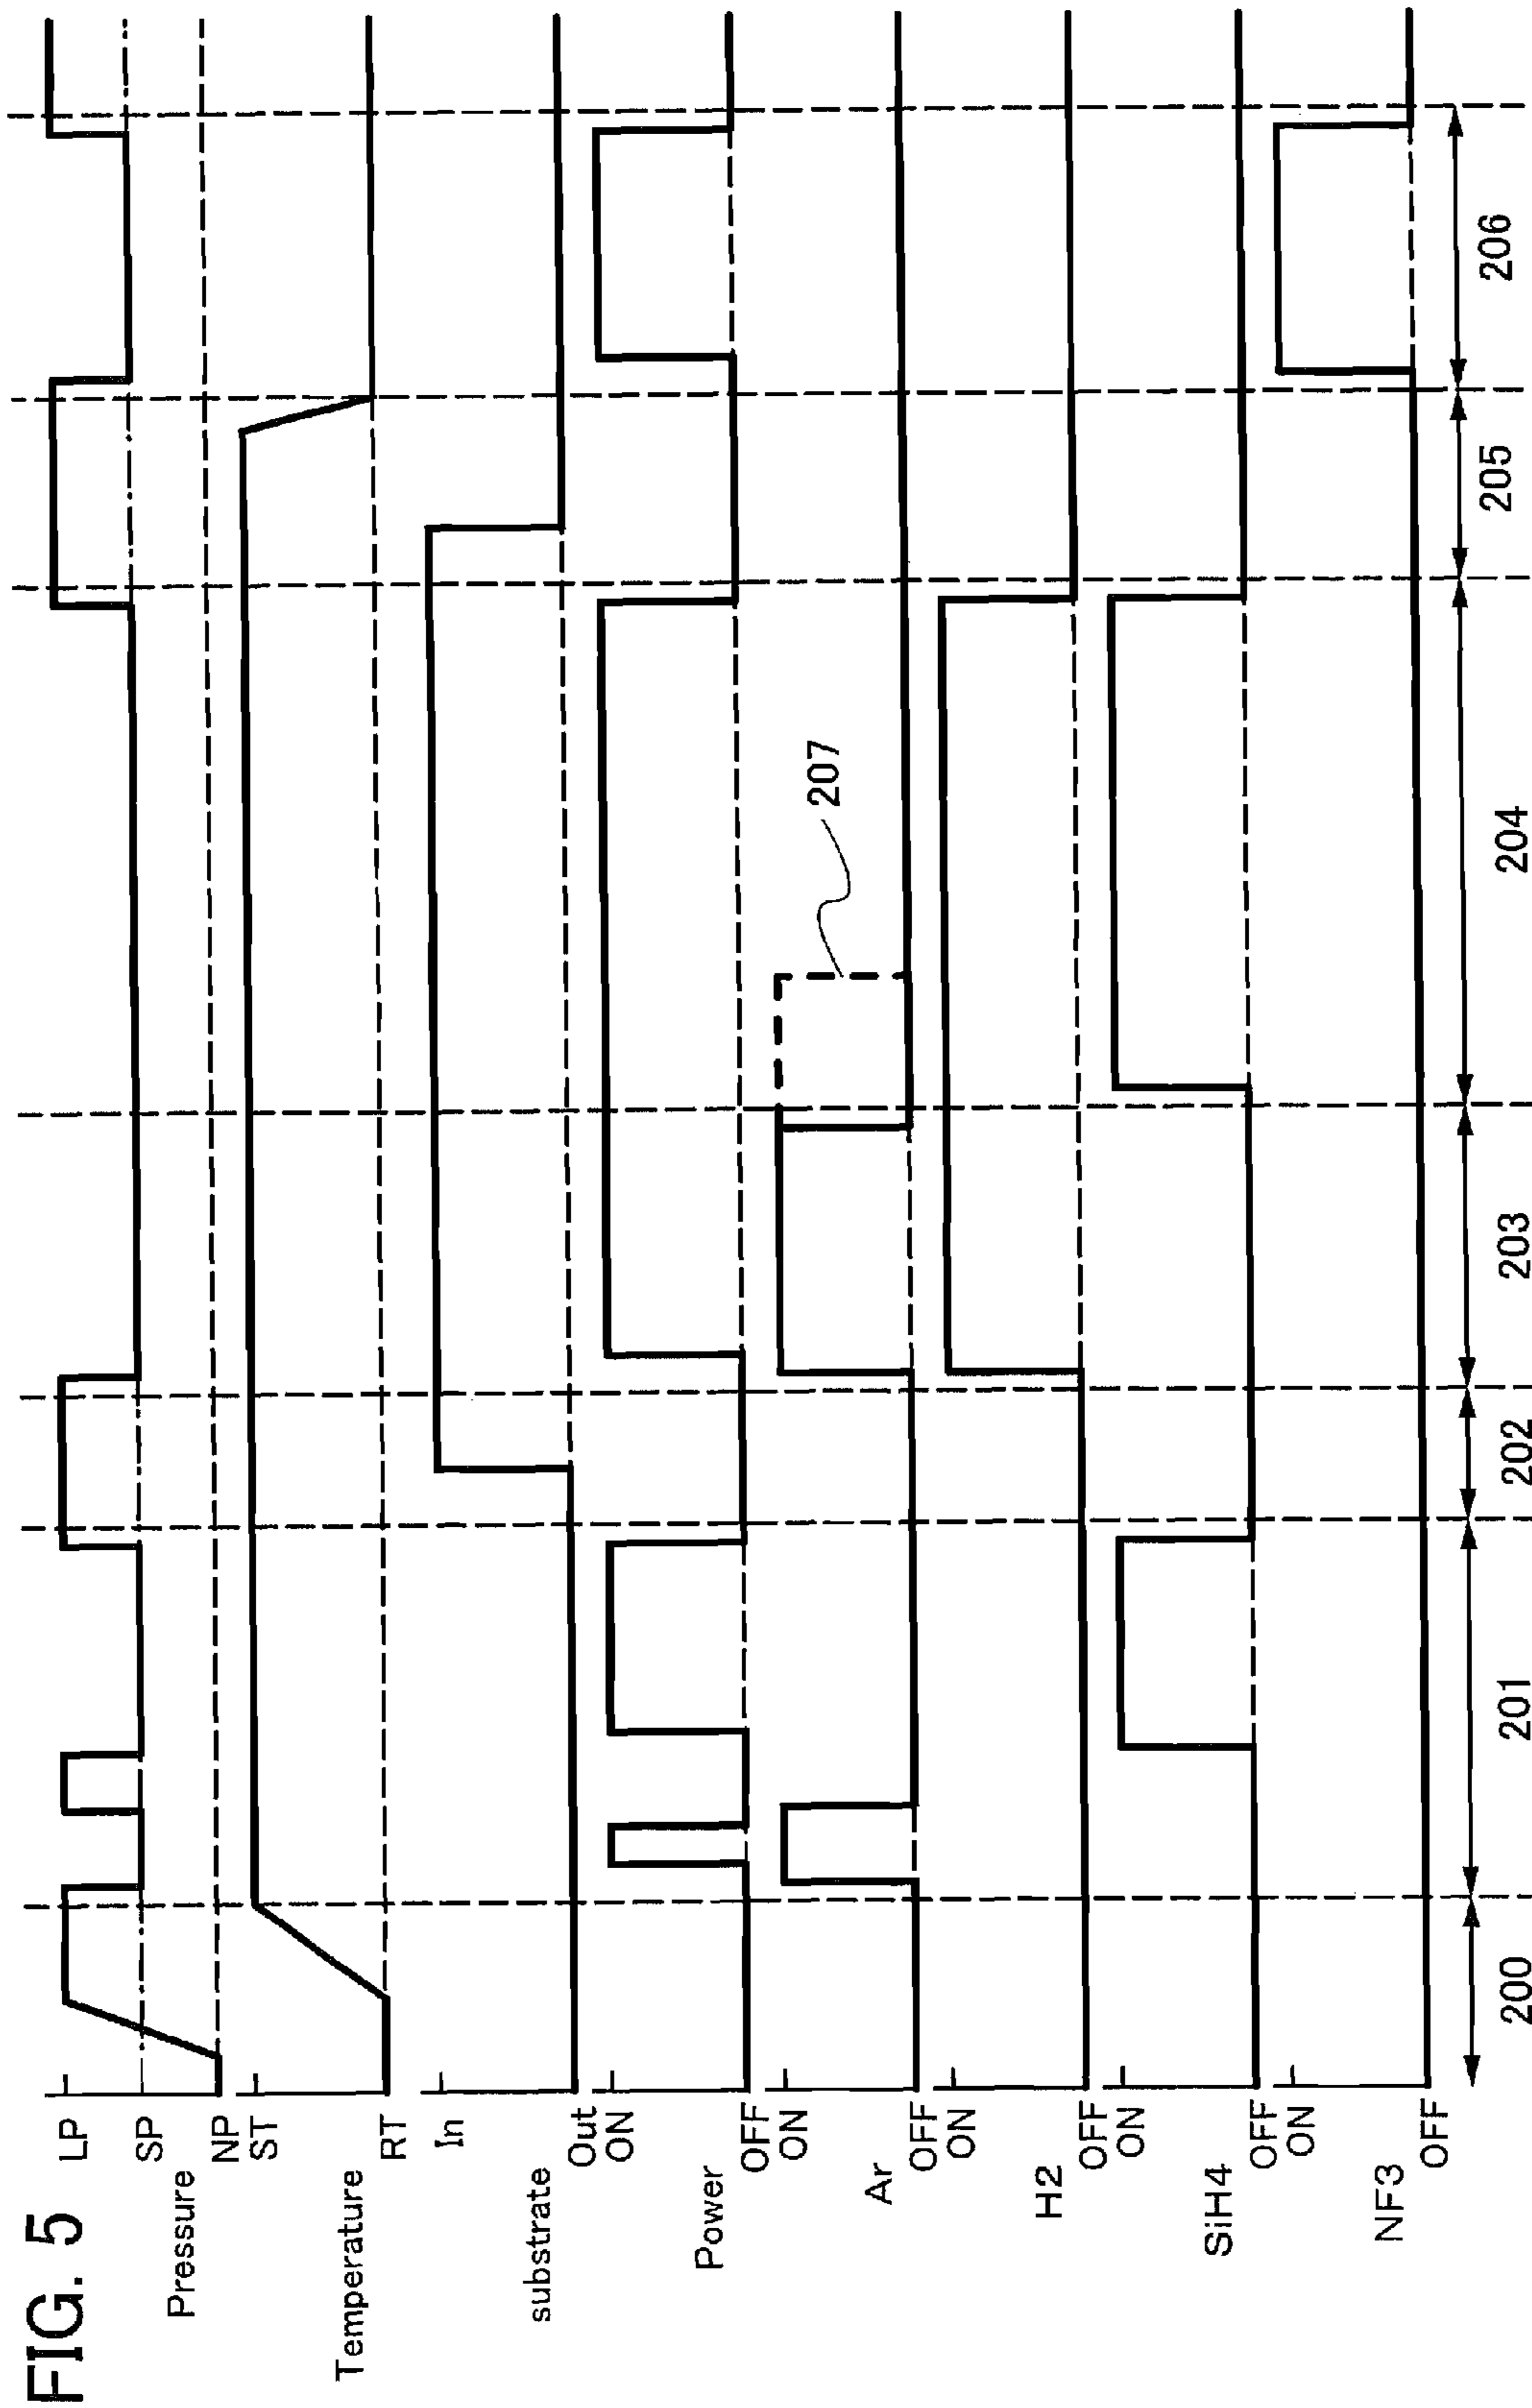 FIG. 5
LP
SP
Pressure
NP
ST
Temperature
RT
In
substrate
Out
ON
Power
OFF
ON
Ar
OFF
ON
H2
OFF
ON
SiH4
OFF
ON
NF3
OFF
207
200
201
202
203
204
205
206